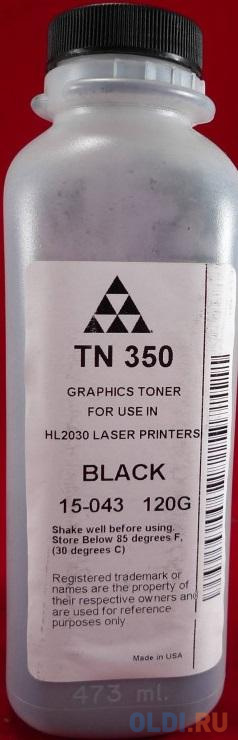 TN 350
GRAPHICS TONER
FOR USE IN
HL2030 LASER PRINTERS
BLACK
15-043 120G
Shake well before using.
Store Below 85 degrees F,
(30 degrees C)
Registered trademark or
names are the property of
their respective owners and
are used for reference
purposes only
Made in USA
473 ml.
OLDI.RU